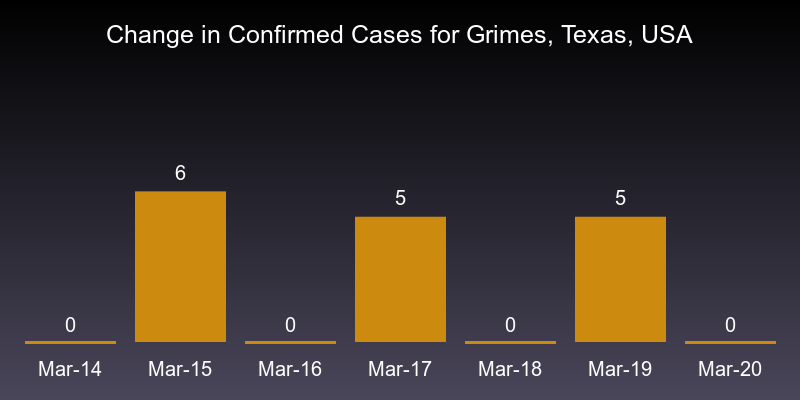 Change in Confirmed Cases for Grimes, Texas, USA
6
5 5
0 0 0 0
Mar-14 Mar-15 Mar-16 Mar-17 Mar-18 Mar-19 Mar-20